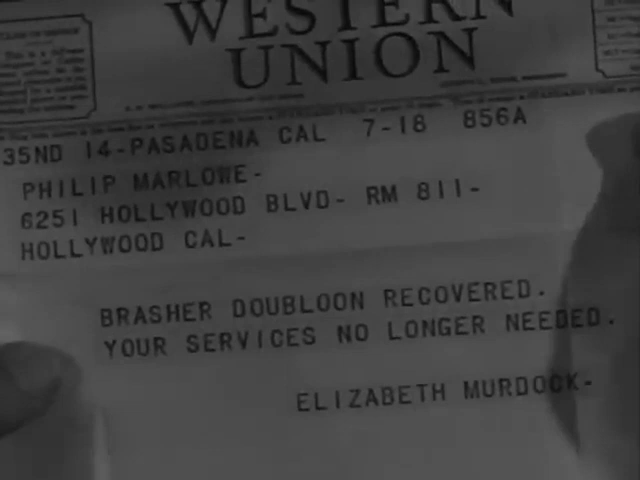 WESTERN
UNION
35ND 14-PASADENA CAL 7-18 856A
PHILIP MARLOWE-
6251 HOLLYWOOD BLVD- RM 811-
HOLLYWOOD CAL-
BRASHER DOUBLOON RECOVERED.
YOUR SERVICES NO LONGER NEEDED.
ELIZABETH MURDOCK-